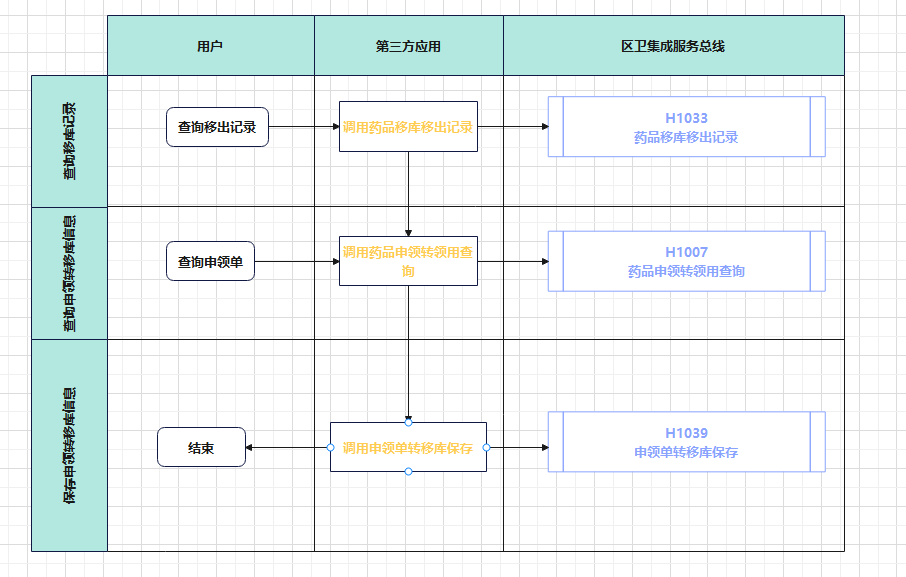 用户
第三方应用
区卫集成服务总线
查询移库记录
查询移出记录
调用药品移库移出记录
H1033
药品移库移出记录
查询申领转移库信息
查询申领单
调用药品申领转领用查
询
H1007
药品申领转领用查询
保存申领转移库信息
结束
调用申领单转移库保存
H1039
申领单转移库保存